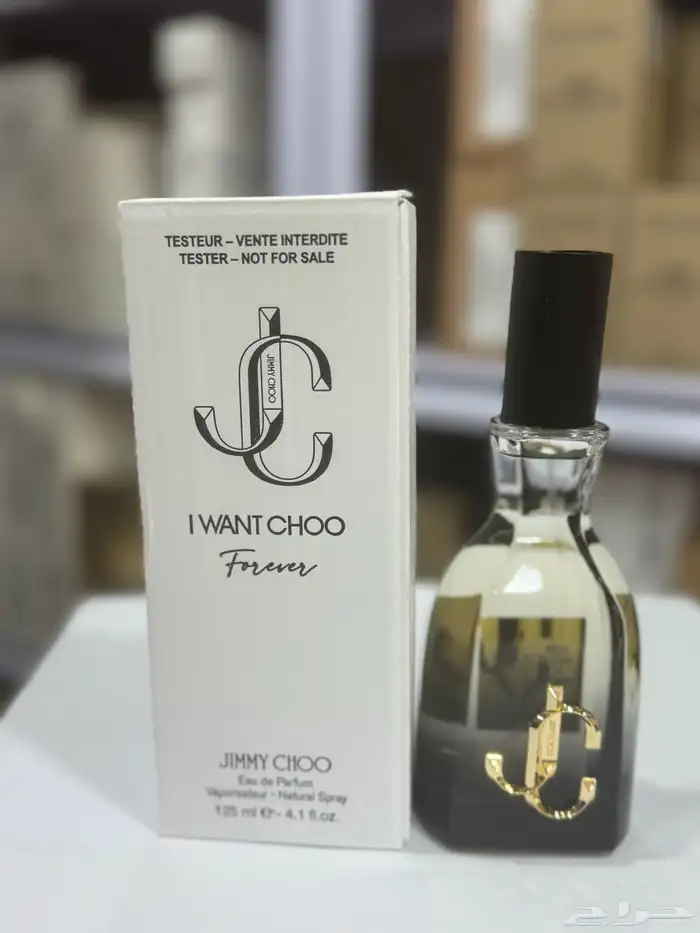 TESTEUR – VENTE INTERDITE
TESTER – NOT FOR SALE
JIMMY CHOO
I WANT CHOO
Forever
JIMMY CHOO
Eau de Parfum
Vaporisateur - Natural Spray
125 ml e - 4.1 fl.oz.
حراج